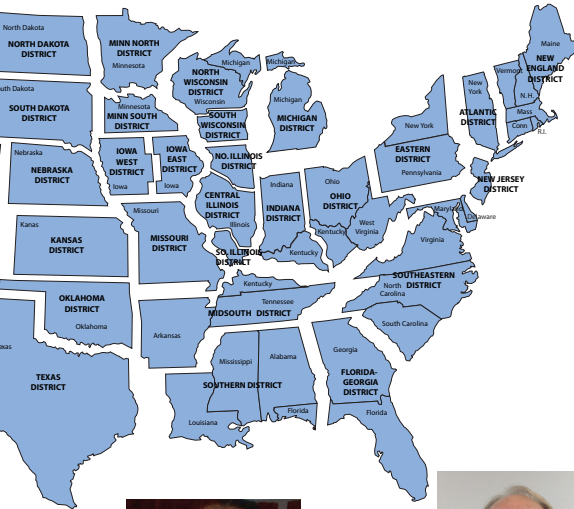 North Dakota
NORTH DAKOTA
DISTRICT
MINN NORTH
DISTRICT
Minnesota
Michigan
Michigan
NORTH
WISCONSIN
DISTRICT
Wisconsin
Maine
NEW
ENGLAND
DISTRICT
Vermont
N.H.
Mass
Conn
R.I.
New
York
ATLANTIC
DISTRICT
uth Dakota
SOUTH DAKOTA
DISTRICT
Minnesota
MINN SOUTH
DISTRICT
SOUTH
WISCONSIN
DISTRICT
Michigan
MICHIGAN
DISTRICT
New York
EASTERN
DISTRICT
Pennsylvania
NEW JERSEY
DISTRICT
Nebraska
NEBRASKA
DISTRICT
IOWA
WEST
DISTRICT
Iowa
IOWA
EAST
DISTRICT
Iowa
NO. ILLINOIS
DISTRICT
CENTRAL
ILLINOIS
DISTRICT
Illinois
Indiana
INDIANA
DISTRICT
Ohio
OHIO
DISTRICT
Kentucky
West
Virginia
Maryland
Delaware
Kanas
KANSAS
DISTRICT
Missouri
MISSOURI
DISTRICT
SO. ILLINOIS
DISTRICT
Kentucky
Virginia
SOUTHEASTERN
DISTRICT
North
Carolina
South Carolina
OKLAHOMA
DISTRICT
Oklahoma
Arkansas
Kentucky
Tennessee
MIDSOUTH DISTRICT
exas
TEXAS
DISTRICT
Mississippi
Alabama
SOUTHERN DISTRICT
Louisiana
Florida
Georgia
FLORIDA-
GEORGIA
DISTRICT
Florida